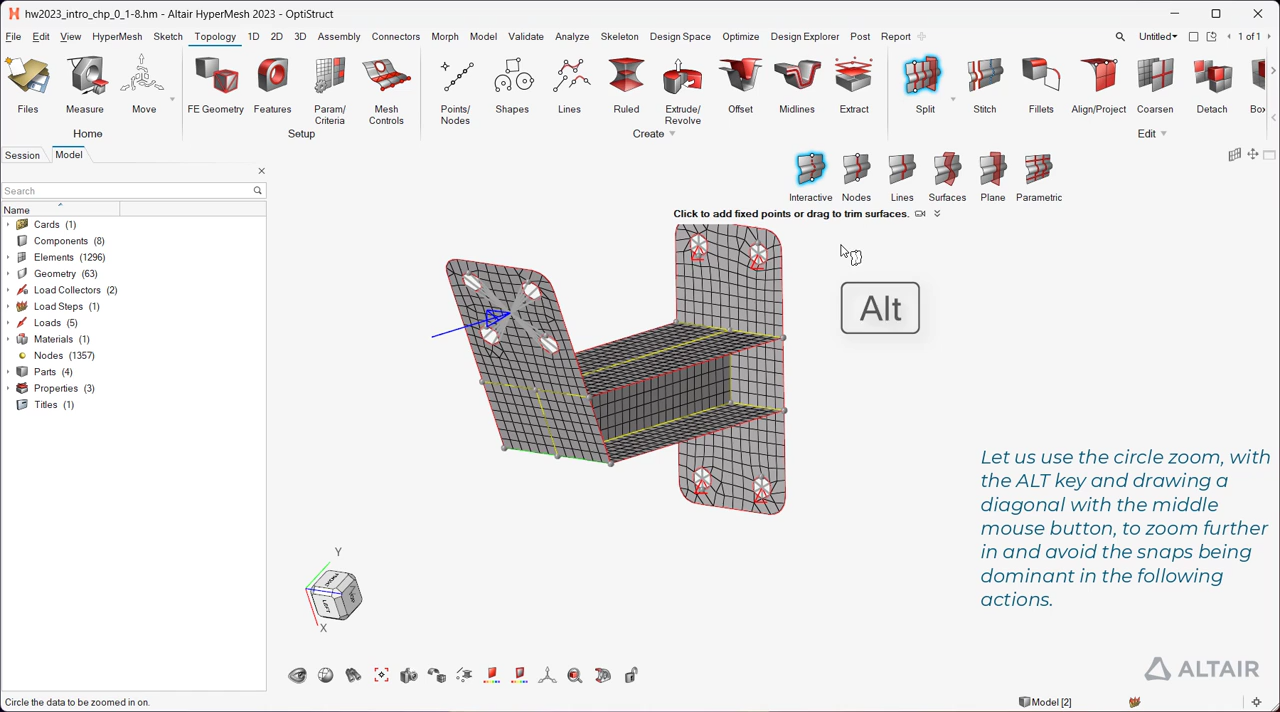 hw2023_intro_chp_0_1-8.hm - Altair HyperMesh 2023 - OptiStruct
File Edit View HyperMesh Sketch Topology 1D 2D 3D Assembly Connectors Morph Model Validate Analyze Skeleton Design Space Optimize Design Explorer Post Report Untitled 1 of 1
Files Measure Move FE Geometry Features Param/ Criteria Mesh Controls Points/ Nodes Shapes Lines Ruled Extrude/ Revolve Offset Midlines Extract Split Stitch Fillets Align/Project Coarsen Detach
Home Setup Create Edit
Session Model
Interactive Nodes Lines Surfaces Plane Parametric
Search
Click to add fixed points or drag to trim surfaces.
Name
Cards (1)
Components (8)
Elements (1296)
Geometry (63)
Load Collectors (2)
Load Steps (1)
Loads (5)
Materials (1)
Nodes (1357)
Parts (4)
Properties (3)
Titles (1)
Alt
Let us use the circle zoom, with
the ALT key and drawing a
diagonal with the middle
mouse button, to zoom further
in and avoid the snaps being
dominant in the following
actions.
Y
LEFT
X
ALTAIR
Circle the data to be zoomed in on.
Model [2]